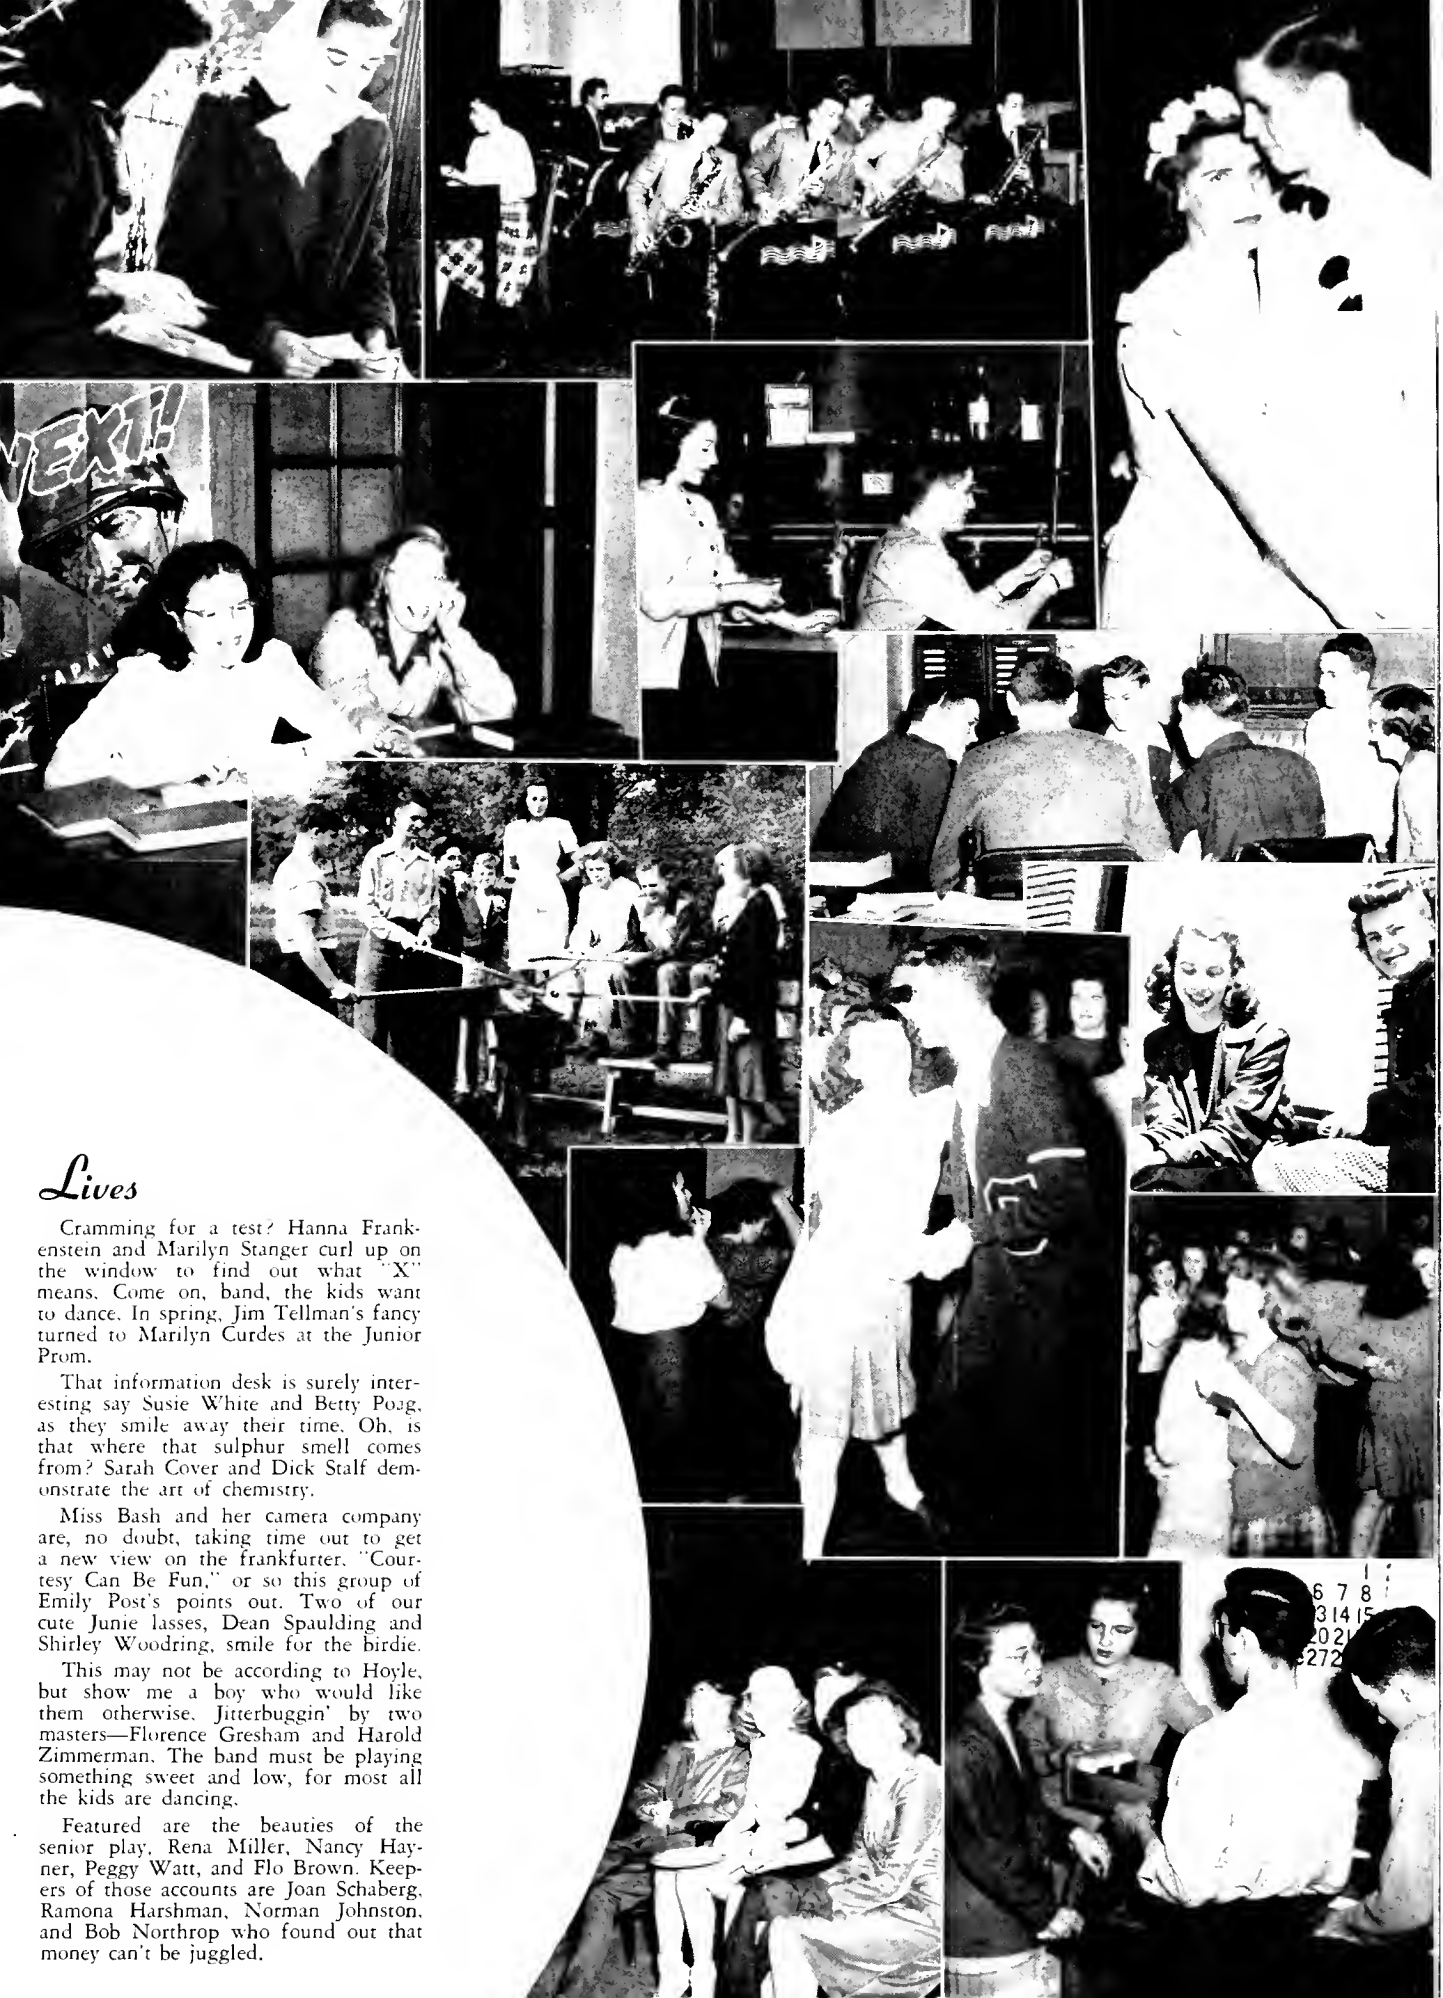 NEXT!
JAPAN
6 7 8
13 14 15
20 21
27 2
Lives
Cramming for a test? Hanna Frank-
enstein and Marilyn Stanger curl up on
the window to find out what "X"
means. Come on, band, the kids want
to dance. In spring, Jim Tellman's fancy
turned to Marilyn Curdes at the Junior
Prom.
That information desk is surely inter-
esting say Susie White and Betty Poag,
as they smile away their time. Oh, is
that where that sulphur smell comes
from? Sarah Cover and Dick Stalf dem-
onstrate the art of chemistry.
Miss Bash and her camera company
are, no doubt, taking time out to get
a new view on the frankfurter. "Cour-
tesy Can Be Fun," or so this group of
Emily Post's points out. Two of our
cute Junie lasses, Dean Spaulding and
Shirley Woodring, smile for the birdie.
This may not be according to Hoyle,
but show me a boy who would like
them otherwise. Jitterbuggin' by two
masters—Florence Gresham and Harold
Zimmerman. The band must be playing
something sweet and low, for most all
the kids are dancing.
Featured are the beauties of the
senior play, Rena Miller, Nancy Hay-
ner, Peggy Watt, and Flo Brown. Keep-
ers of those accounts are Joan Schaberg,
Ramona Harshman, Norman Johnston,
and Bob Northrop who found out that
money can't be juggled.